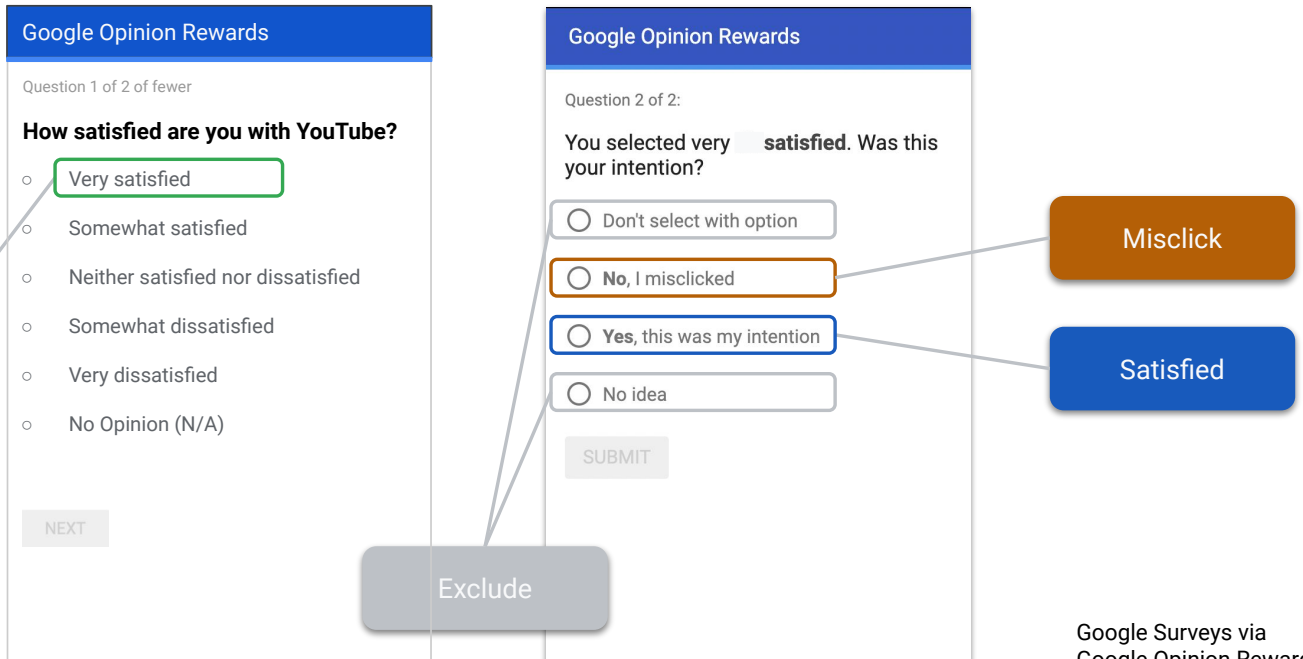 Google Opinion Rewards
Question 1 of 2 of fewer
How satisfied are you with YouTube?
Very satisfied
Somewhat satisfied
Neither satisfied nor dissatisfied
Somewhat dissatisfied
Very dissatisfied
No Opinion (N/A)
NEXT
Google Opinion Rewards
Question 2 of 2:
You selected very satisfied. Was this
your intention?
Don't select with option
No, I misclicked
Yes, this was my intention
No idea
SUBMIT
Exclude
Misclick
Satisfied
Google Surveys via
Google Opinion Rewar